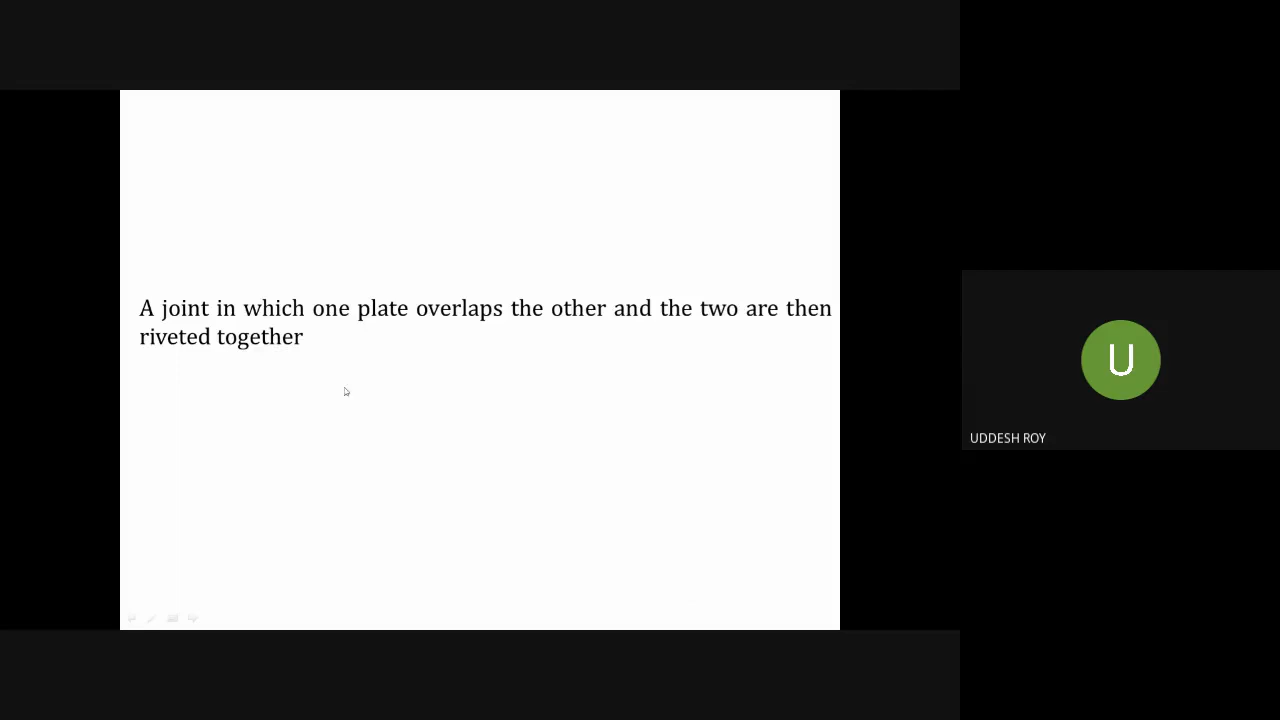 A joint in which one plate overlaps the other and the two are then
riveted together
U
UDDESH ROY